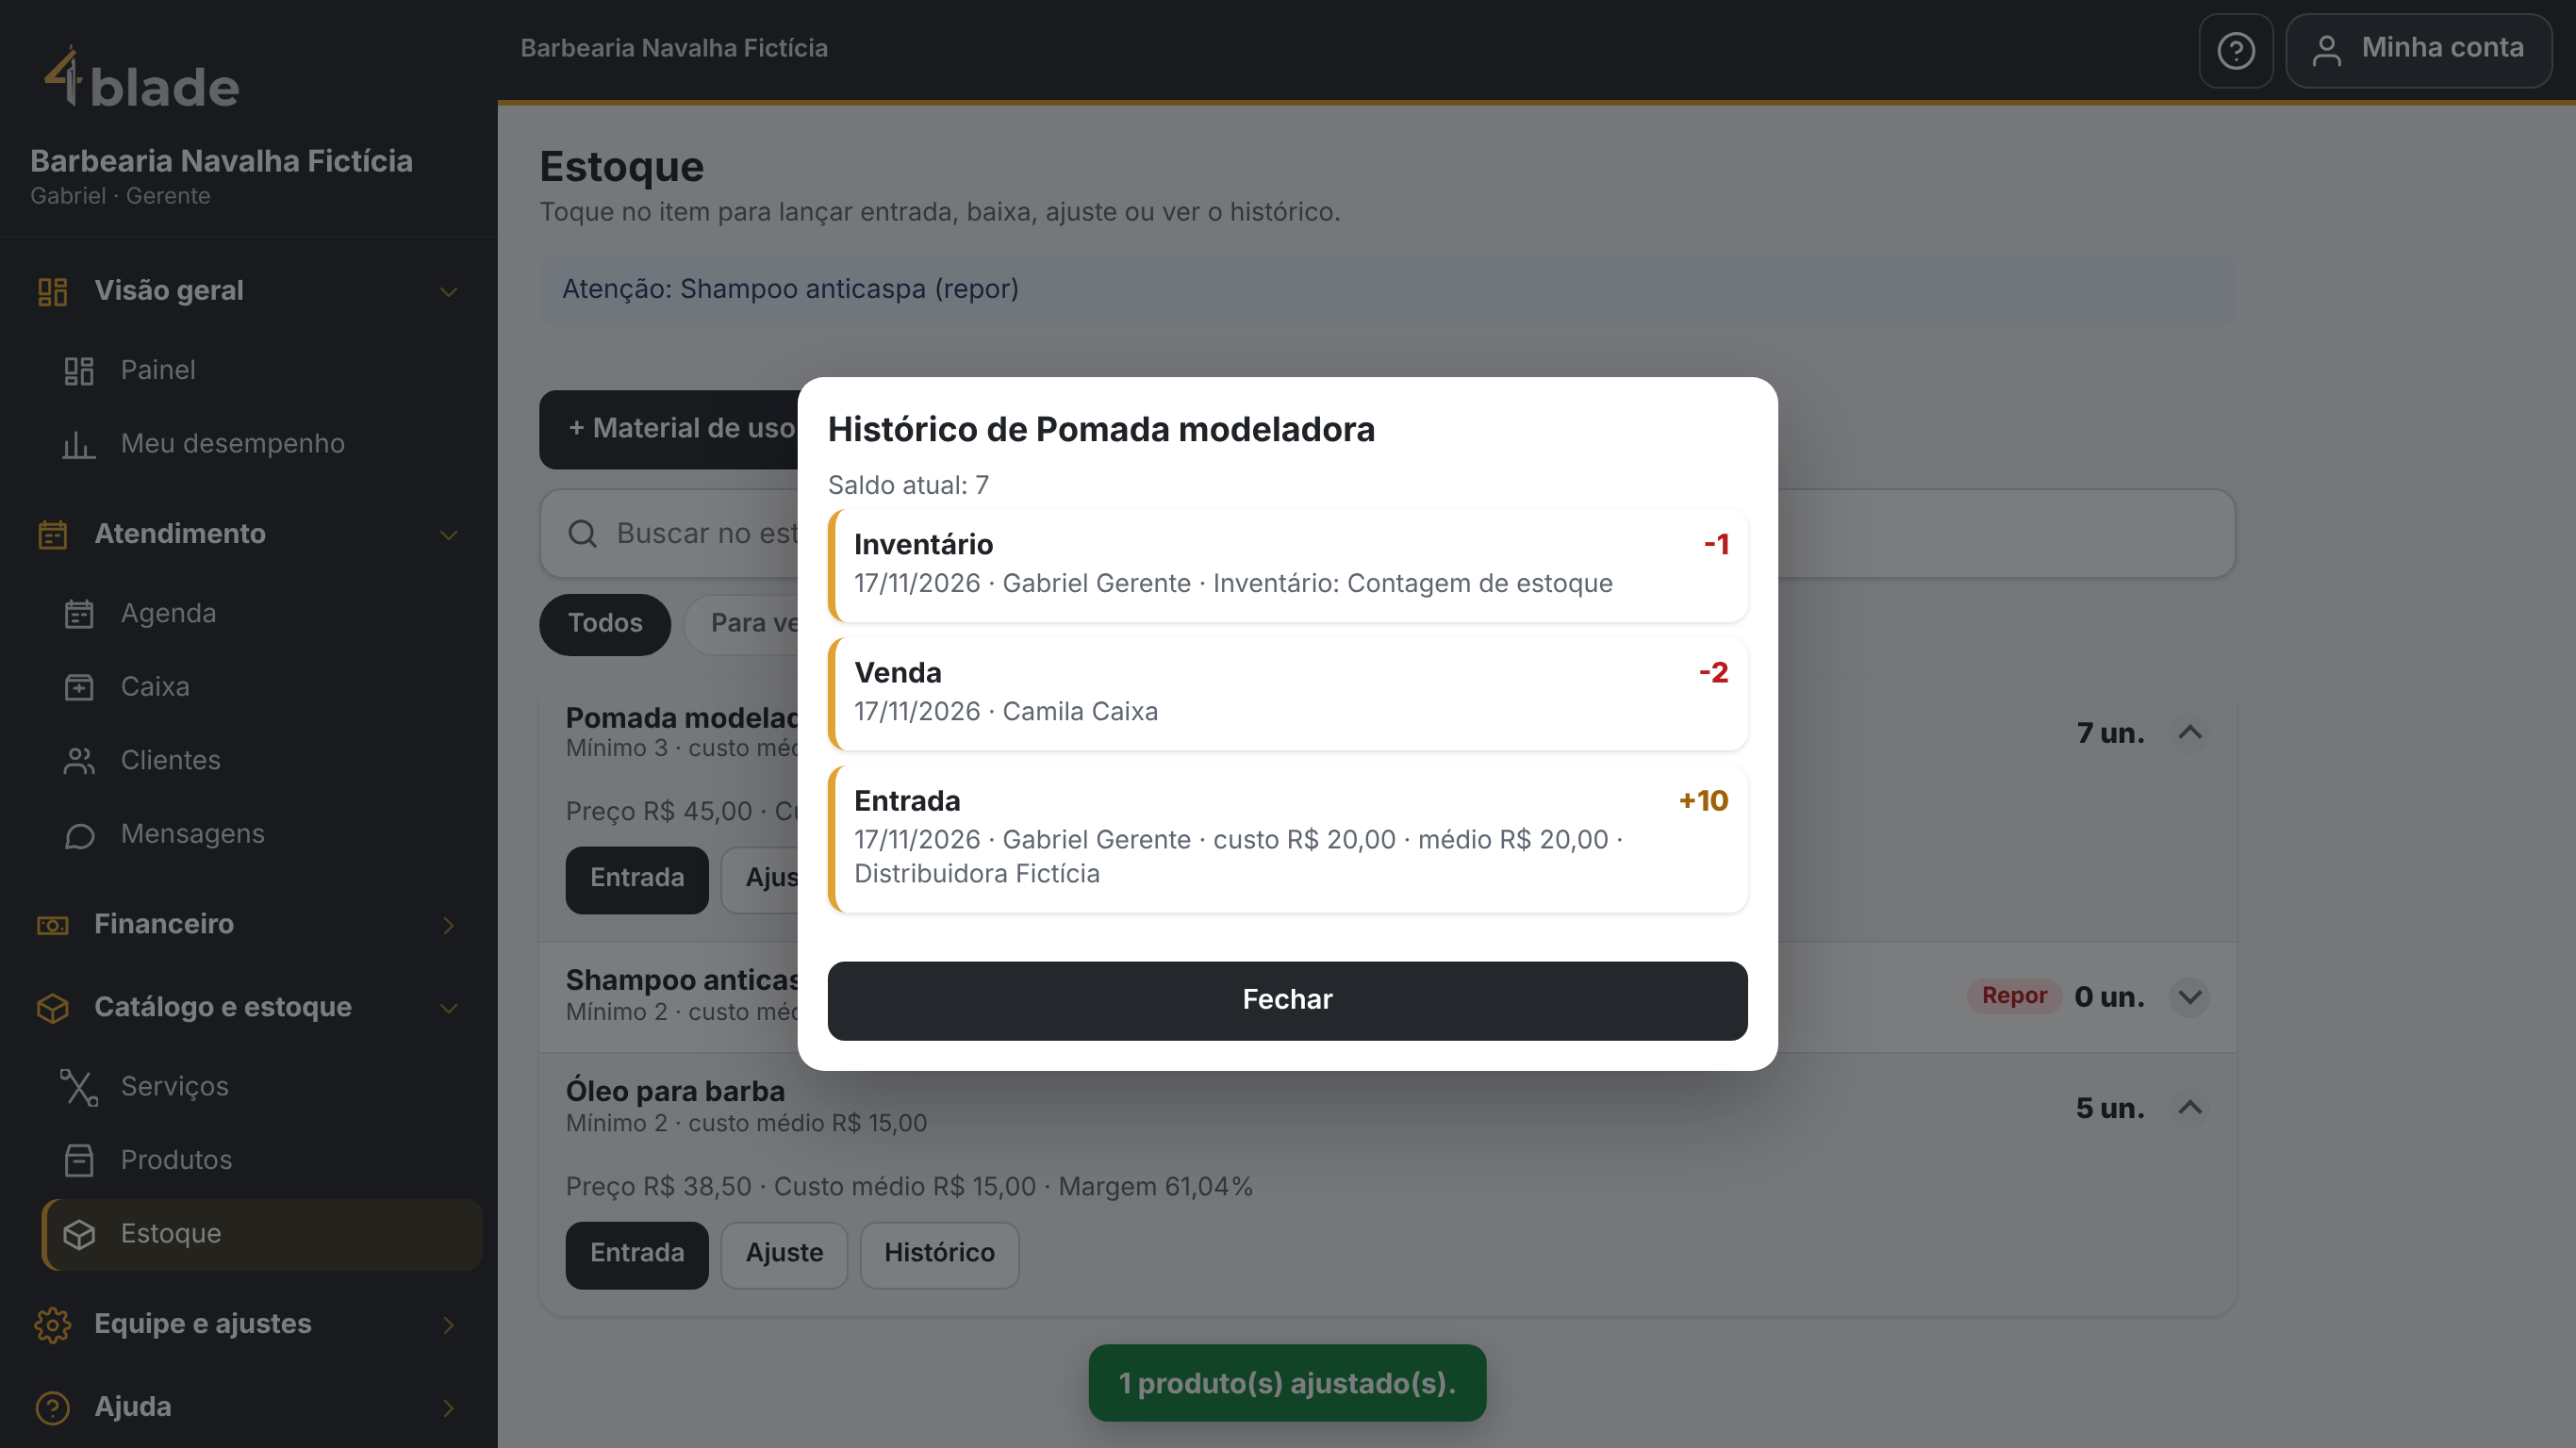 4blade
Barbearia Navalha Fictícia
Gabriel · Gerente
Visão geral
Painel
Meu desempenho
Atendimento
Agenda
Caixa
Clientes
Mensagens
Financeiro
Catálogo e estoque
Serviços
Produtos
Estoque
Equipe e ajustes
Ajuda
Barbearia Navalha Fictícia
Minha conta
Estoque
Toque no item para lançar entrada, baixa, ajuste ou ver o histórico.
Atenção: Shampoo anticaspa (repor)
+ Material de uso
Buscar no est
Todos
Para ve
Pomada modelad
Mínimo 3 · custo méd
7 un.
Preço R$ 45,00 · Cu
Entrada
Ajus
Shampoo anticas
Mínimo 2 · custo méd
Repor
0 un.
Óleo para barba
Mínimo 2 · custo médio R$ 15,00
5 un.
Preço R$ 38,50 · Custo médio R$ 15,00 · Margem 61,04%
Entrada
Ajuste
Histórico
Histórico de Pomada modeladora
Saldo atual: 7
Inventário
-1
17/11/2026 · Gabriel Gerente · Inventário: Contagem de estoque
Venda
-2
17/11/2026 · Camila Caixa
Entrada
+10
17/11/2026 · Gabriel Gerente · custo R$ 20,00 · médio R$ 20,00 ·
Distribuidora Fictícia
Fechar
1 produto(s) ajustado(s).